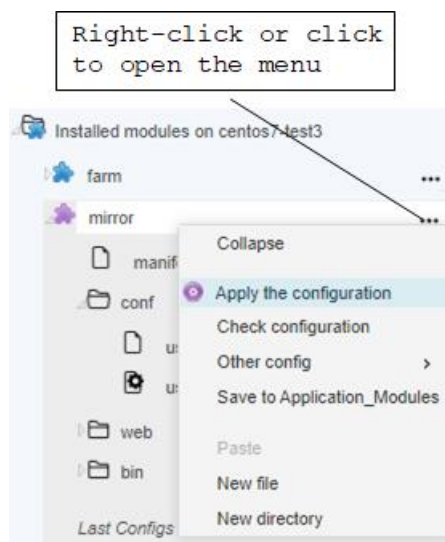 Right-click or click
to open the menu
Installed modules on centos7-test3
farm
mirror
Collapse
manif
Apply the configuration
conf
Check configuration
Other config
Save to Application_Modules
web
Paste
bin
New file
New directory
Last Configs